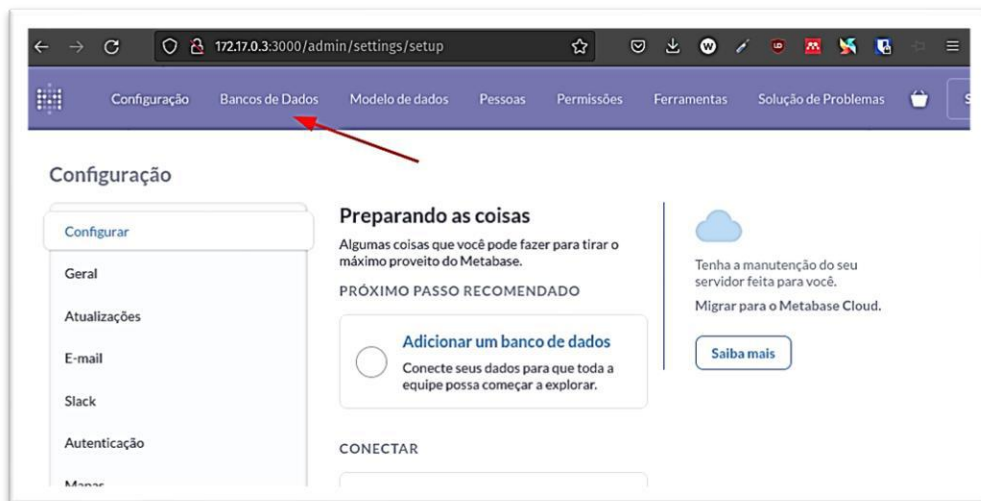 172.17.0.3:3000/admin/settings/setup
Configuração Bancos de Dados Modelo de dados Pessoas Permissões Ferramentas Solução de Problemas
Configuração
Configurar
Geral
Atualizações
E-mail
Slack
Autenticação
Mapas
Preparando as coisas
Algumas coisas que você pode fazer para tirar o
máximo proveito do Metabase.
PRÓXIMO PASSO RECOMENDADO
Adicionar um banco de dados
Conecte seus dados para que toda a
equipe possa começar a explorar.
CONECTAR
Tenha a manutenção do seu
servidor feita para você.
Migrar para o Metabase Cloud.
Saiba mais